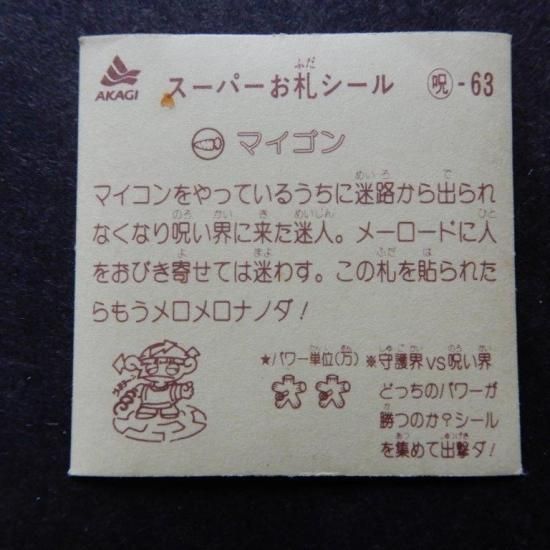 AKAGI スーパーお札シール ㊙呪-63
マイゴン
マイコンをやっているうちに迷路から出られ
なくなり呪い界に来た迷人。メーロードに人
をおびき寄せては迷わす。この札を貼られた
らもうメロメロナノダ！
★パワー単位(万)
※守護界VS呪い界
どっちのパワーが
勝つのか？シール
を集めて出撃ダ！